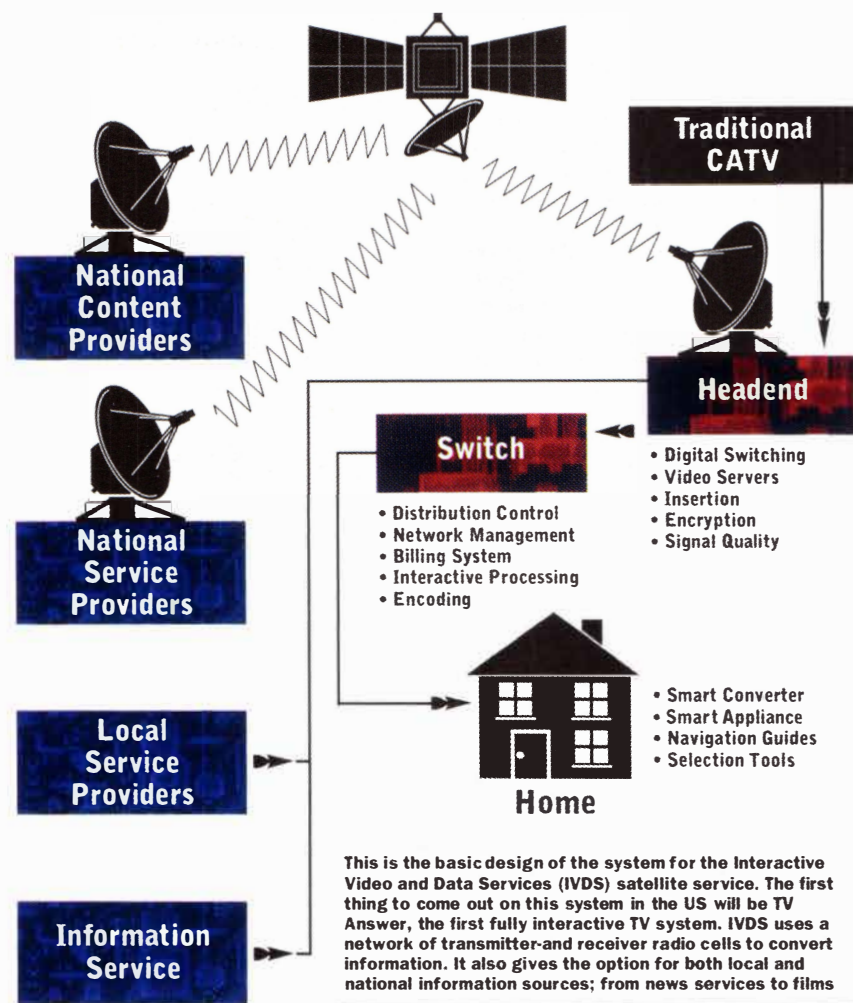 Traditional
CATV
National
Content
Providers
Headend
• Digital Switching
• Video Servers
• Insertion
• Encryption
• Signal Quality
Switch
• Distribution Control
• Network Management
• Billing System
• Interactive Processing
• Encoding
National
Service
Providers
• Smart Converter
• Smart Appliance
• Navigation Guides
• Selection Tools
Home
Local
Service
Providers
Information
Service
This is the basic design of the system for the Interactive
Video and Data Services (IVDS) satellite service. The first
thing to come out on this system in the US will be TV
Answer, the first fully interactive TV system. IVDS uses a
network of transmitter-and receiver radio cells to convert
information. It also gives the option for both local and
national information sources; from news services to films